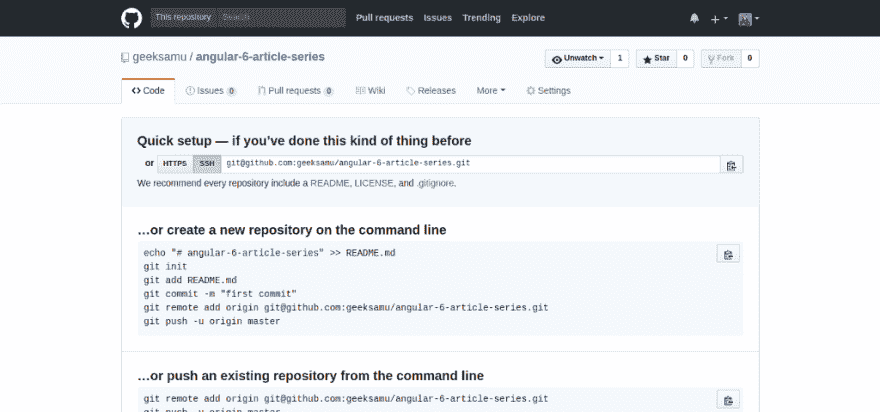 This repository Search Pull requests Issues Trending Explore
geeksamu / angular-6-article-series Unwatch 1 Star 0 Fork 0
Code Issues 0 Pull requests 0 Wiki Releases More Settings
Quick setup — if you've done this kind of thing before
or HTTPS SSH git@github.com:geeksamu/angular-6-article-series.git
We recommend every repository include a README, LICENSE, and .gitignore.
…or create a new repository on the command line
echo "# angular-6-article-series" >> README.md
git init
git add README.md
git commit -m "first commit"
git remote add origin git@github.com:geeksamu/angular-6-article-series.git
git push -u origin master
…or push an existing repository from the command line
git remote add origin git@github.com:geeksamu/angular-6-article-series.git
git push -u origin master